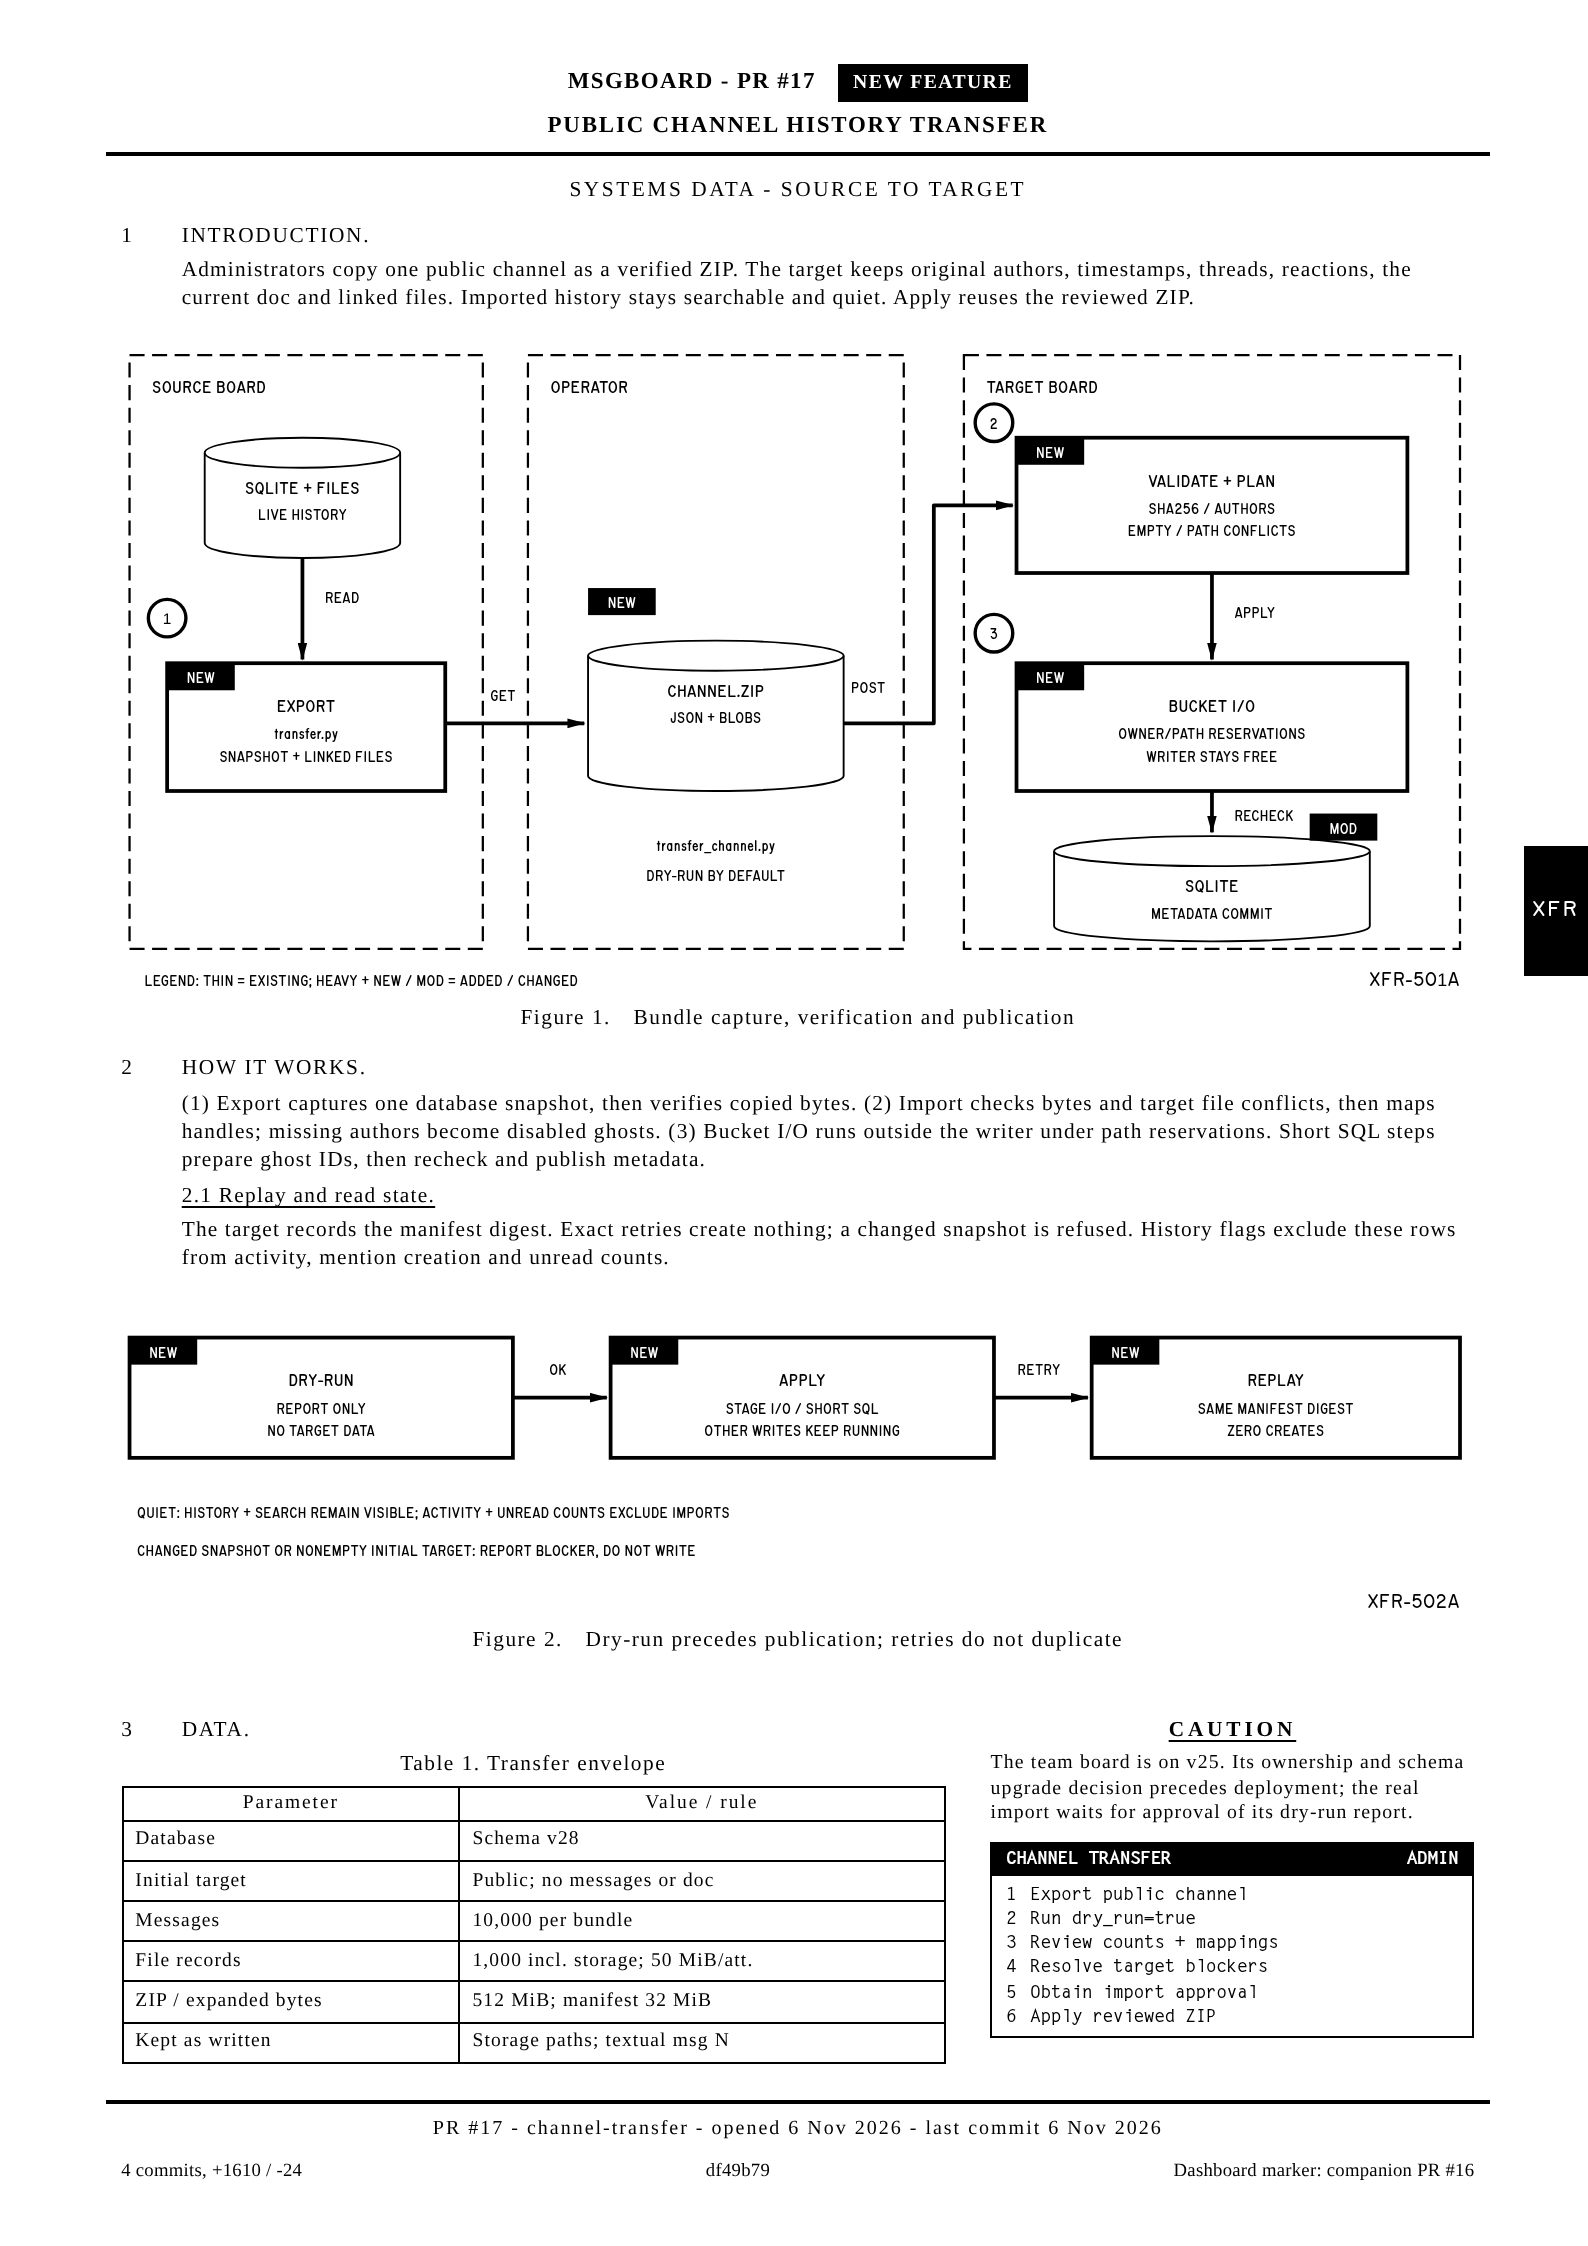 MSGBOARD - PR #17 NEW FEATURE
PUBLIC CHANNEL HISTORY TRANSFER
SYSTEMS DATA - SOURCE TO TARGET
1 INTRODUCTION.
Administrators copy one public channel as a verified ZIP. The target keeps original authors, timestamps, threads, reactions, the
current doc and linked files. Imported history stays searchable and quiet. Apply reuses the reviewed ZIP.
SOURCE BOARD
SQLITE + FILES
LIVE HISTORY
READ
1
NEW
EXPORT
transfer.py
SNAPSHOT + LINKED FILES
GET
OPERATOR
NEW
CHANNEL.ZIP
JSON + BLOBS
POST
transfer_channel.py
DRY-RUN BY DEFAULT
TARGET BOARD
2
NEW
VALIDATE + PLAN
SHA256 / AUTHORS
EMPTY / PATH CONFLICTS
APPLY
3
NEW
BUCKET I/O
OWNER/PATH RESERVATIONS
WRITER STAYS FREE
RECHECK
MOD
SQLITE
METADATA COMMIT
XFR
LEGEND: THIN = EXISTING; HEAVY + NEW / MOD = ADDED / CHANGED
XFR-501A
Figure 1. Bundle capture, verification and publication
2 HOW IT WORKS.
(1) Export captures one database snapshot, then verifies copied bytes. (2) Import checks bytes and target file conflicts, then maps
handles; missing authors become disabled ghosts. (3) Bucket I/O runs outside the writer under path reservations. Short SQL steps
prepare ghost IDs, then recheck and publish metadata.
2.1 Replay and read state.
The target records the manifest digest. Exact retries create nothing; a changed snapshot is refused. History flags exclude these rows
from activity, mention creation and unread counts.
NEW
DRY-RUN
REPORT ONLY
NO TARGET DATA
OK
NEW
APPLY
STAGE I/O / SHORT SQL
OTHER WRITES KEEP RUNNING
RETRY
NEW
REPLAY
SAME MANIFEST DIGEST
ZERO CREATES
QUIET: HISTORY + SEARCH REMAIN VISIBLE; ACTIVITY + UNREAD COUNTS EXCLUDE IMPORTS
CHANGED SNAPSHOT OR NONEMPTY INITIAL TARGET: REPORT BLOCKER, DO NOT WRITE
XFR-502A
Figure 2. Dry-run precedes publication; retries do not duplicate
3 DATA.
Table 1. Transfer envelope
Parameter Value / rule
Database Schema v28
Initial target Public; no messages or doc
Messages 10,000 per bundle
File records 1,000 incl. storage; 50 MiB/att.
ZIP / expanded bytes 512 MiB; manifest 32 MiB
Kept as written Storage paths; textual msg N
CAUTION
The team board is on v25. Its ownership and schema
upgrade decision precedes deployment; the real
import waits for approval of its dry-run report.
CHANNEL TRANSFER ADMIN
1 Export public channel
2 Run dry_run=true
3 Review counts + mappings
4 Resolve target blockers
5 Obtain import approval
6 Apply reviewed ZIP
PR #17 - channel-transfer - opened 6 Nov 2026 - last commit 6 Nov 2026
4 commits, +1610 / -24 df49b79 Dashboard marker: companion PR #16